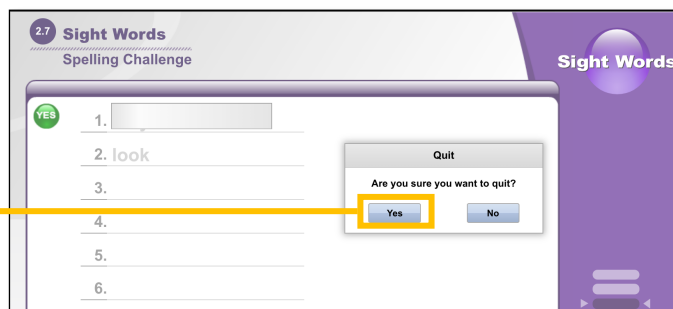 2.7 Sight Words
Spelling Challenge
Sight Words
YES
1.
2. look
3.
4.
5.
6.
Quit
Are you sure you want to quit?
Yes No